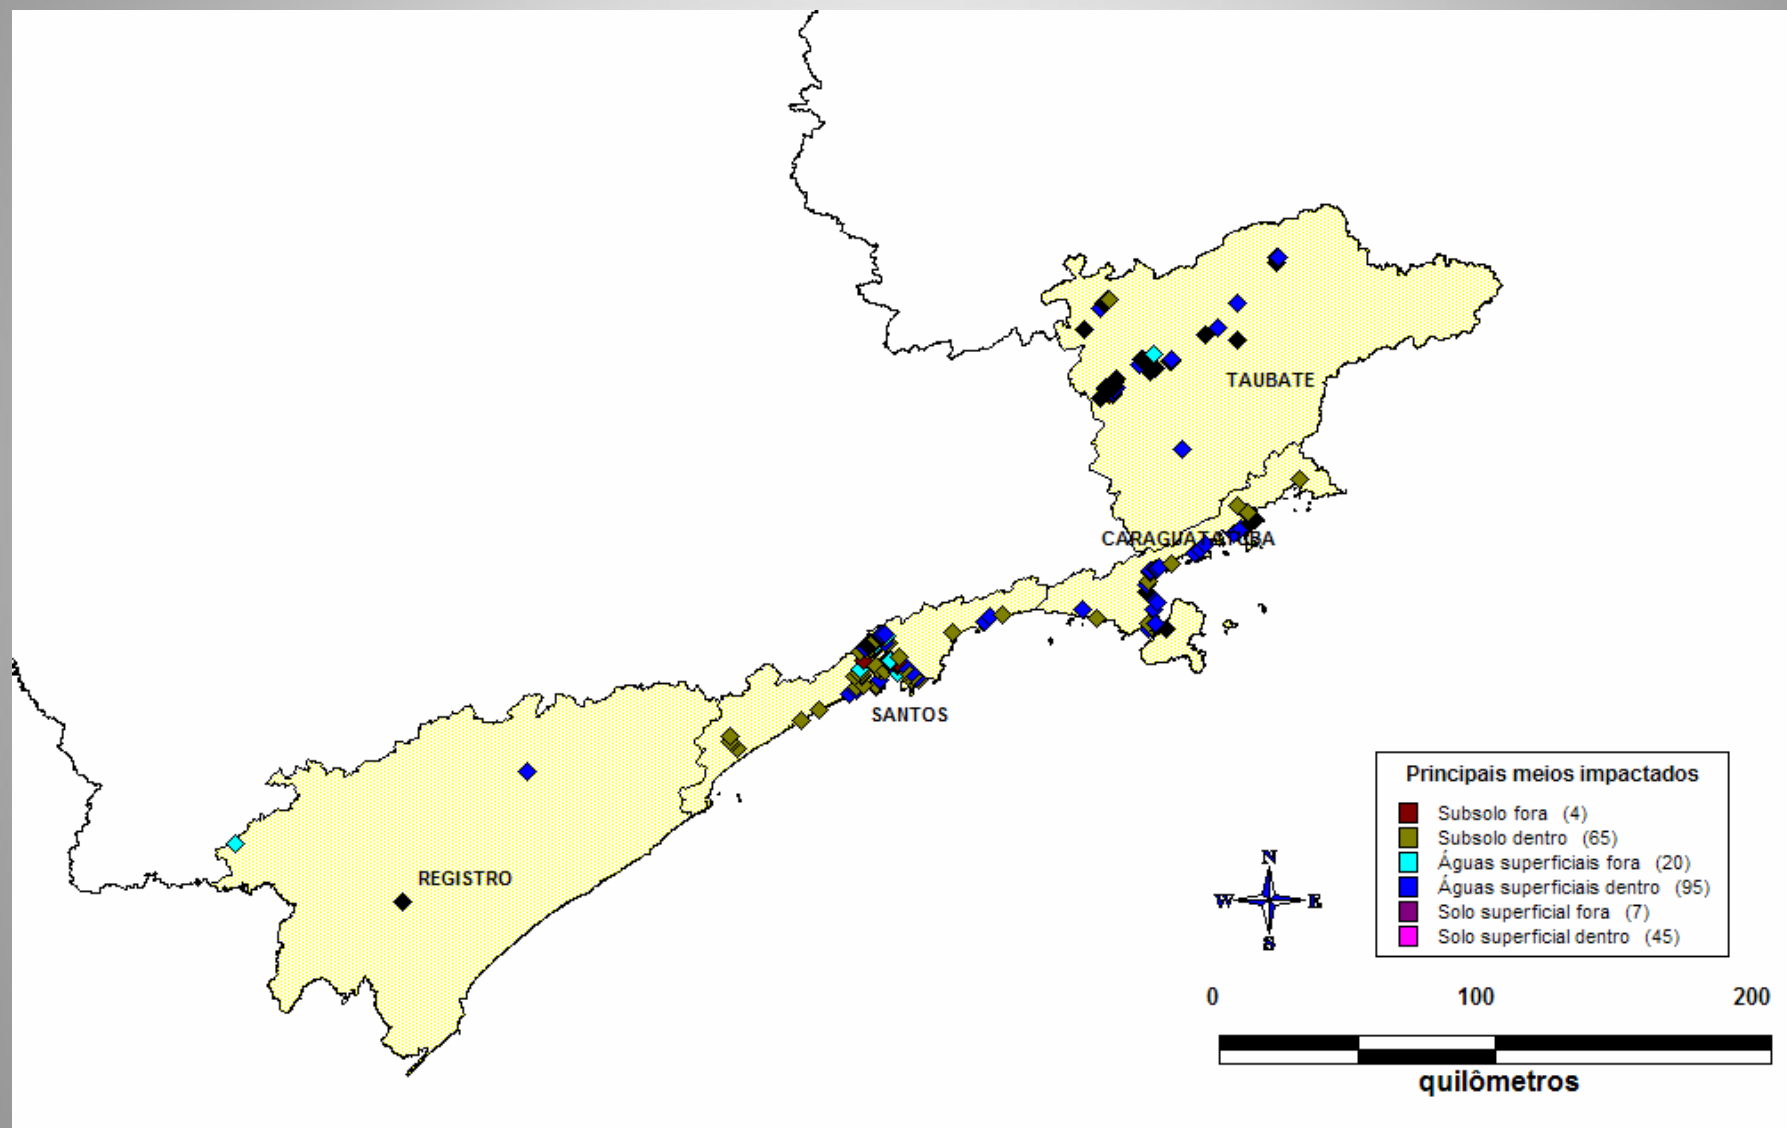 TAUBATE
CARAGUATATUBA
SANTOS
REGISTRO
Principais meios impactados
Subsolo fora (4)
Subsolo dentro (65)
Águas superficiais fora (20)
Águas superficiais dentro (95)
Solo superficial fora (7)
Solo superficial dentro (45)
N
W E
S
0 100 200
quilômetros